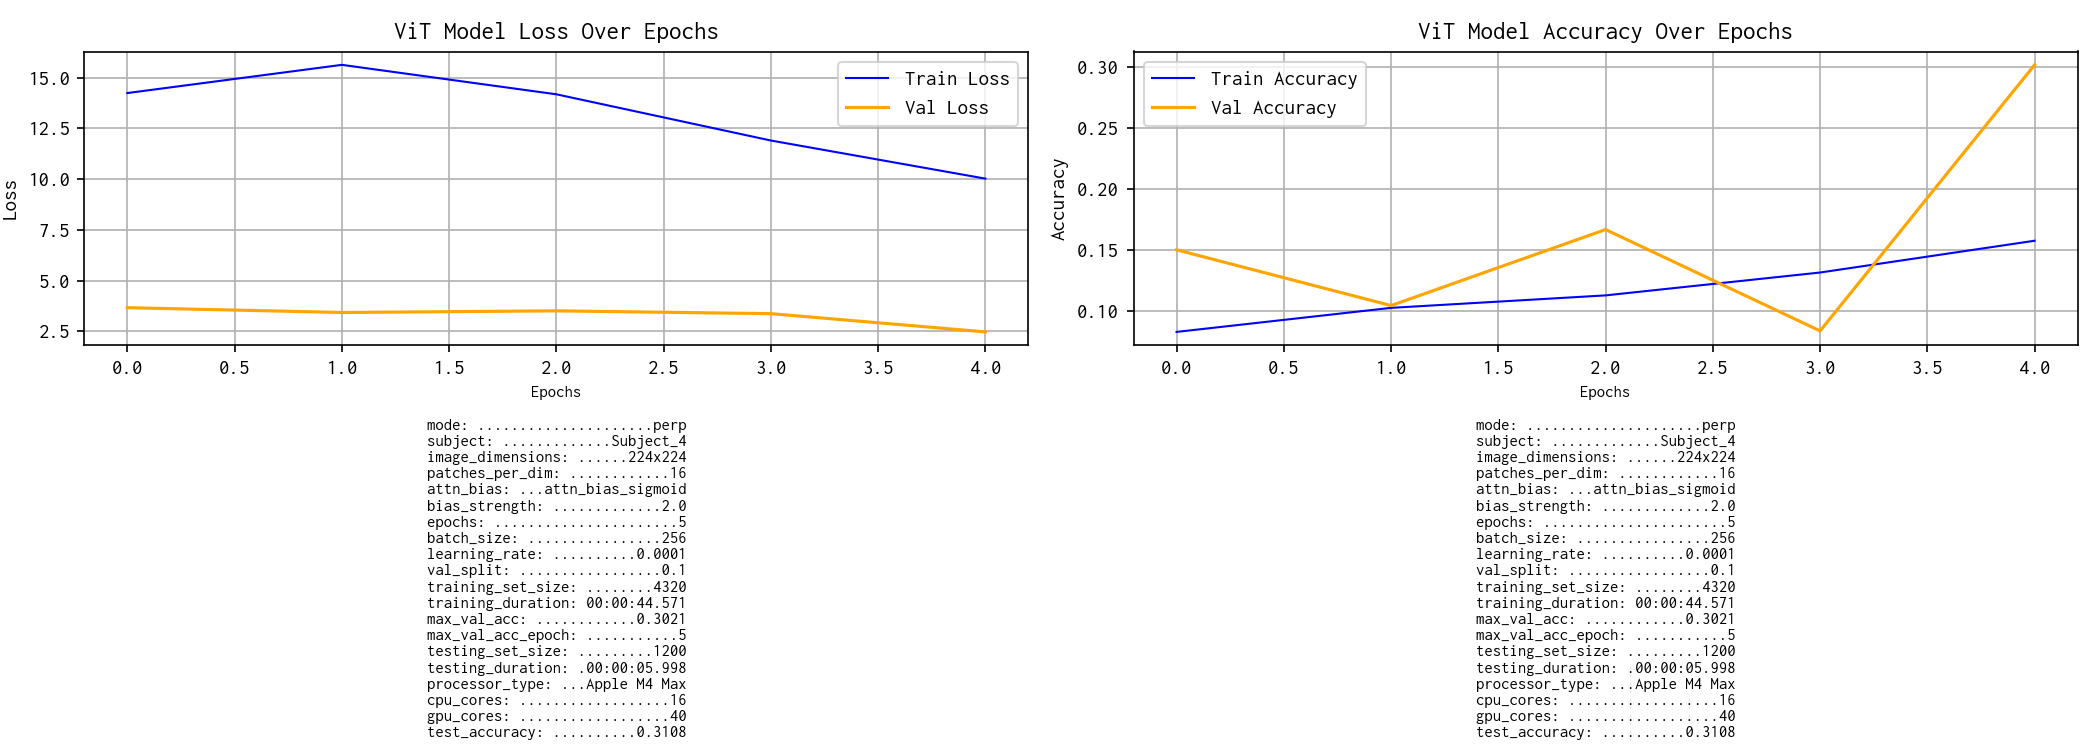 ViT Model Loss Over Epochs
15.0
12.5
10.0
7.5
5.0
2.5
Loss
Train Loss
Val Loss
0.0 0.5 1.0 1.5 2.0 2.5 3.0 3.5 4.0
Epochs
mode: .....................perp
subject: .............Subject_4
image_dimensions: ......224x224
patches_per_dim: ............16
attn_bias: ...attn_bias_sigmoid
bias_strength: .............2.0
epochs: ......................5
batch_size: ................256
learning_rate: ..........0.0001
val_split: .................0.1
training_set_size: ........4320
training_duration: 00:00:44.571
max_val_acc: ............0.3021
max_val_acc_epoch: ...........5
testing_set_size: .........1200
testing_duration: .00:00:05.998
processor_type: ...Apple M4 Max
cpu_cores: ..................16
gpu_cores: ..................40
test_accuracy: ..........0.3108
ViT Model Accuracy Over Epochs
0.30
0.25
0.20
0.15
0.10
Accuracy
Train Accuracy
Val Accuracy
0.0 0.5 1.0 1.5 2.0 2.5 3.0 3.5 4.0
Epochs
mode: .....................perp
subject: .............Subject_4
image_dimensions: ......224x224
patches_per_dim: ............16
attn_bias: ...attn_bias_sigmoid
bias_strength: .............2.0
epochs: ......................5
batch_size: ................256
learning_rate: ..........0.0001
val_split: .................0.1
training_set_size: ........4320
training_duration: 00:00:44.571
max_val_acc: ............0.3021
max_val_acc_epoch: ...........5
testing_set_size: .........1200
testing_duration: .00:00:05.998
processor_type: ...Apple M4 Max
cpu_cores: ..................16
gpu_cores: ..................40
test_accuracy: ..........0.3108